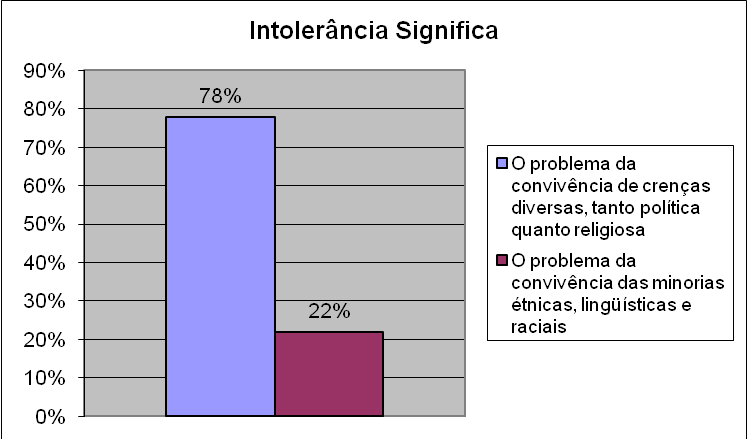 Intolerância Significa
90%
80%
70%
60%
50%
40%
30%
20%
10%
0%
78%
22%
O problema da
convivência de crenças
diversas, tanto política
quanto religiosa
O problema da
convivência das minorias
étnicas, lingüísticas e
raciais